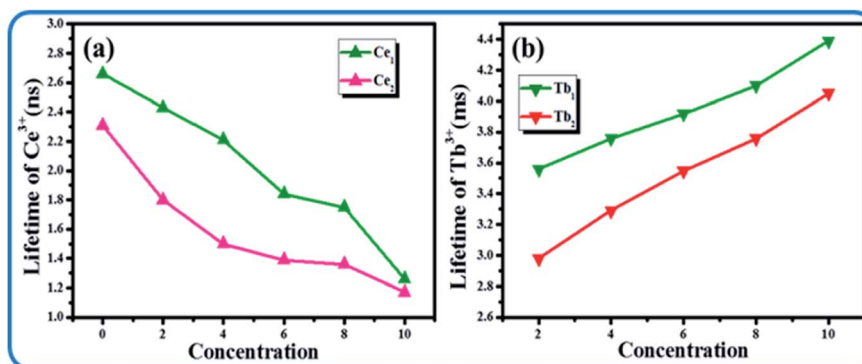 (a)
Ce1
Ce2
Lifetime of Ce3+(ns)
3.0
2.8
2.6
2.4
2.2
2.0
1.8
1.6
1.4
1.2
1.0
0 2 4 6 8 10
Concentration
(b)
Tb1
Tb2
Lifetime of Tb3+(ms)
4.4
4.2
4.0
3.8
3.6
3.4
3.2
3.0
2.8
2.6
2 4 6 8 10
Concentration